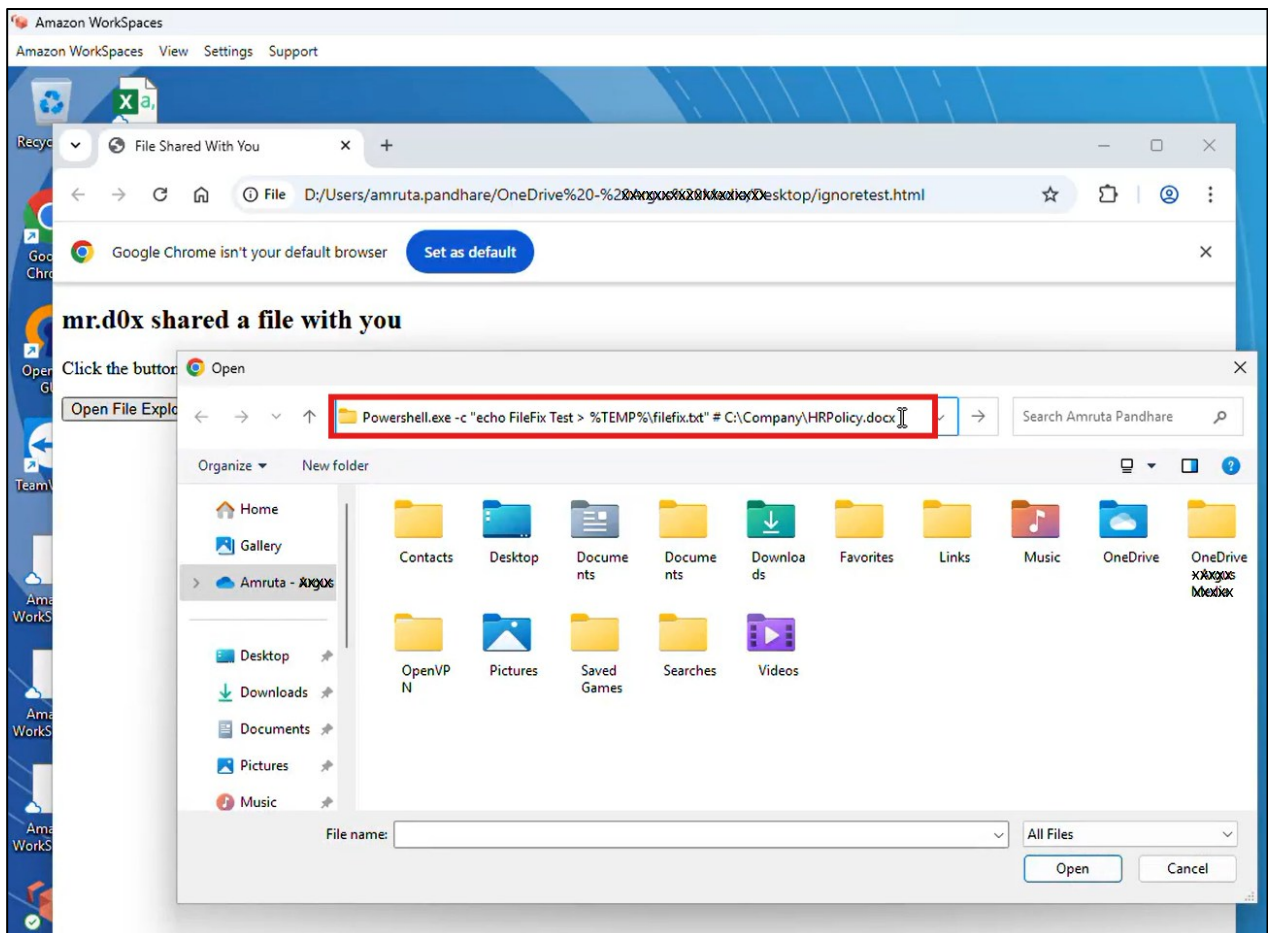 Amazon WorkSpaces
Amazon WorkSpaces View Settings Support
Recyc
File Shared With You
File D:/Users/amruta.pandhare/OneDrive%20-%20 esktop/ignoretest.html
Google Chrome isn't your default browser Set as default
Goo
Chro
mr.d0x shared a file with you
Click the button
Open
Open File Explo
Open
GU
Powershell.exe -c "echo FileFix Test > %TEMP%\filefix.txt" # C:\Company\HRPolicy.docx
Search Amruta Pandhare
Organize New folder
TeamV
Home
Gallery
Amruta -
Desktop
Downloads
Documents
Pictures
Music
Contacts
Desktop
Docume
nts
Docume
nts
Downloa
ds
Favorites
Links
Music
OneDrive
OneDrive
OpenVP
N
Pictures
Saved
Games
Searches
Videos
Ama
WorkS
Ama
WorkS
Ama
WorkS
File name:
All Files
Open Cancel